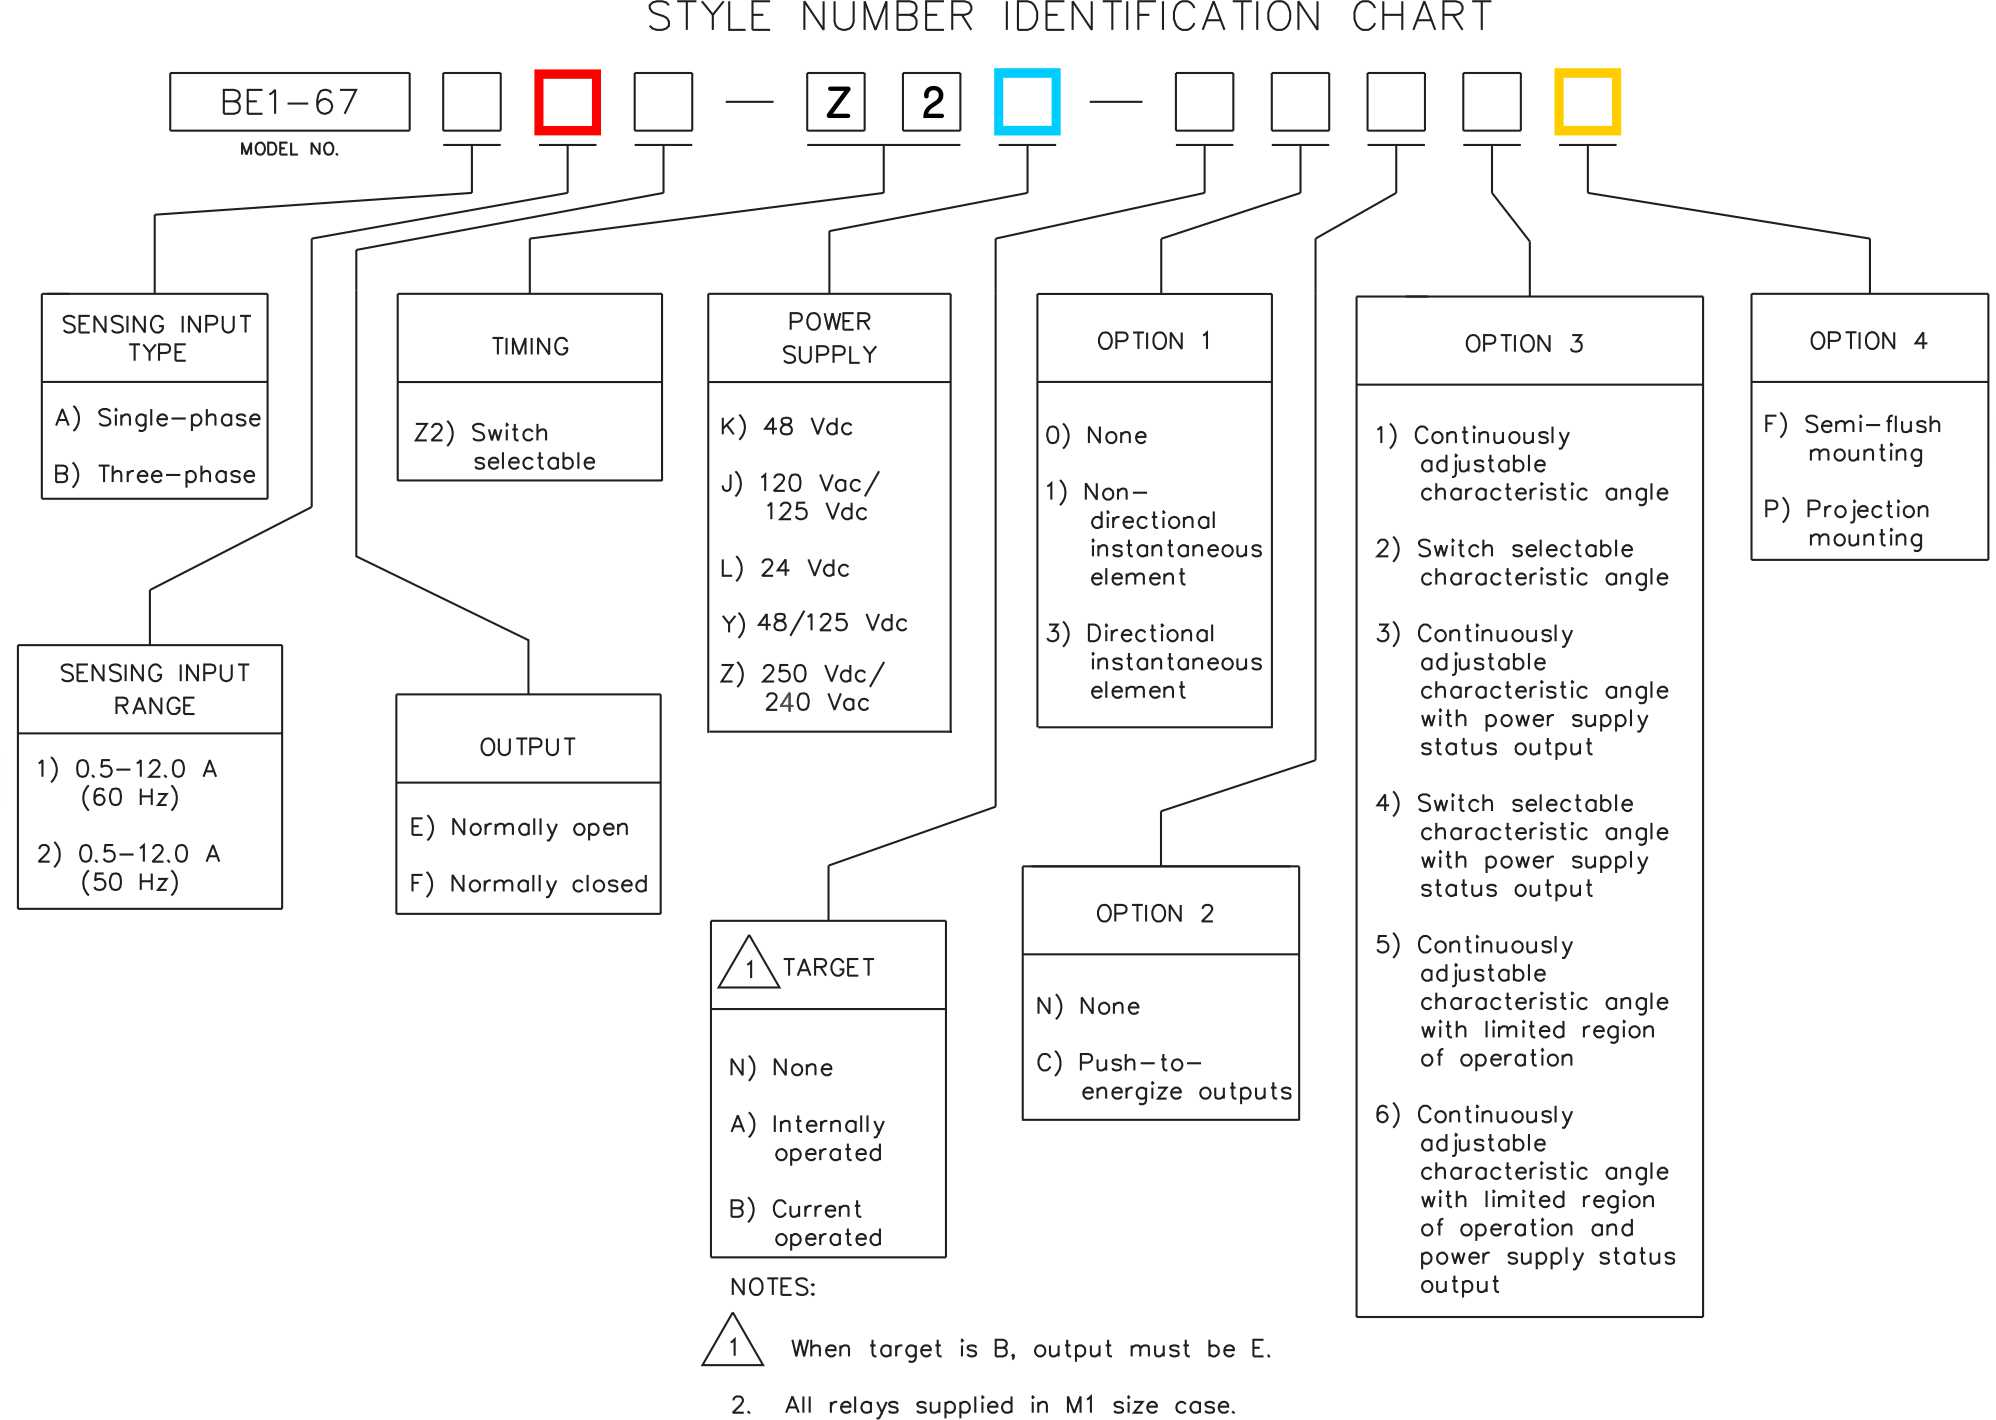 STYLE NUMBER IDENTIFICATION CHART
BE1-67
Z 2
MODEL NO.
SENSING INPUT
TYPE
A) Single-phase
B) Three-phase
TIMING
Z2) Switch
selectable
POWER
SUPPLY
K) 48 Vdc
J) 120 Vac/
125 Vdc
L) 24 Vdc
Y) 48/125 Vdc
Z) 250 Vdc/
240 Vac
OPTION 1
0) None
1) Non-
directional
instantaneous
element
3) Directional
instantaneous
element
OPTION 3
1) Continuously
adjustable
characteristic angle
2) Switch selectable
characteristic angle
3) Continuously
adjustable
characteristic angle
with power supply
status output
4) Switch selectable
characteristic angle
with power supply
status output
5) Continuously
adjustable
characteristic angle
with limited region
of operation
6) Continuously
adjustable
characteristic angle
with limited region
of operation and
power supply status
output
OPTION 4
F) Semi-flush
mounting
P) Projection
mounting
SENSING INPUT
RANGE
1) 0.5-12.0 A
(60 Hz)
2) 0.5-12.0 A
(50 Hz)
OUTPUT
E) Normally open
F) Normally closed
1 TARGET
N) None
A) Internally
operated
B) Current
operated
OPTION 2
N) None
C) Push-to-
energize outputs
NOTES:
1 When target is B, output must be E.
2. All relays supplied in M1 size case.